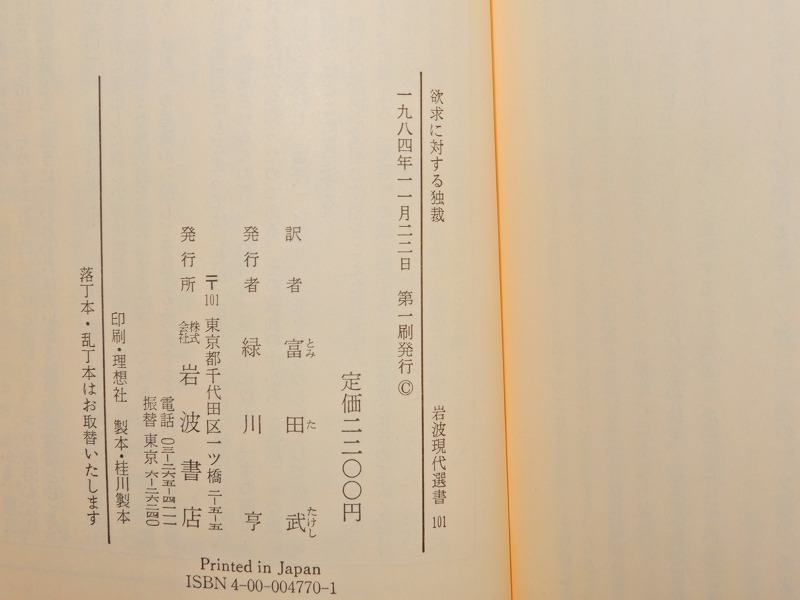 欲求に対する独裁 岩波現代選書 101
一九八四年一一月二二日 第一刷発行 ©
定価二二〇〇円
訳者 富田武
とみ た たけし
発行者 緑川亨
〒101 東京都千代田区一ツ橋二-五-五
発行所 株式会社 岩波書店
電話 〇三-二六五-四一一一
振替 東京 六-二六二四〇
印刷・理想社 製本・桂川製本
落丁本・乱丁本はお取替いたします
Printed in Japan
ISBN 4-00-004770-1